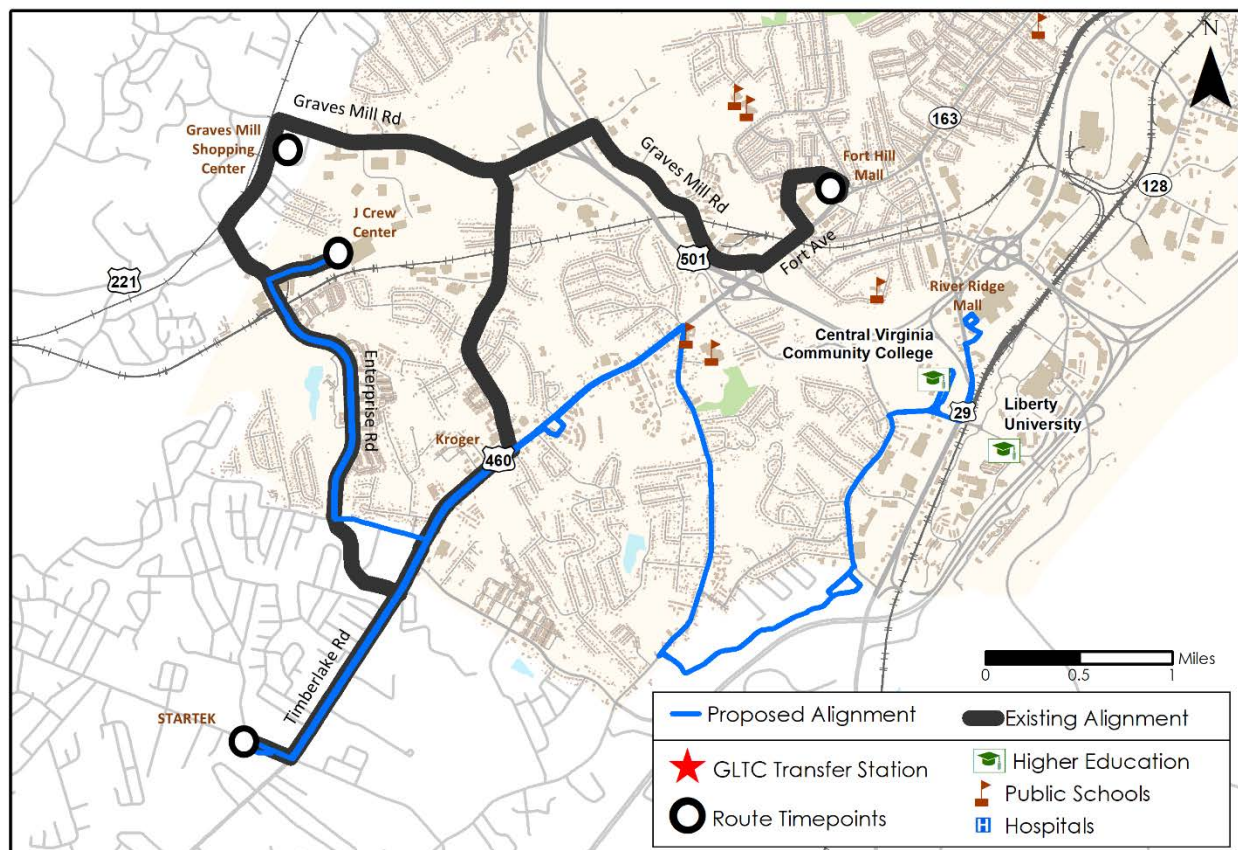 N
Graves Mill Rd
Graves Mill
Shopping
Center
163
Graves Mill Rd
Fort Hill
Mall
128
J Crew
Center
Fort Ave
501
221
River Ridge
Mall
Central Virginia
Community College
Enterprise Rd
29
Liberty
University
Kroger
460
Timberlake Rd
STARTEK
Miles
0
0.5
1
Proposed Alignment
Existing Alignment
GLTC Transfer Station
Higher Education
Public Schools
Route Timepoints
H Hospitals